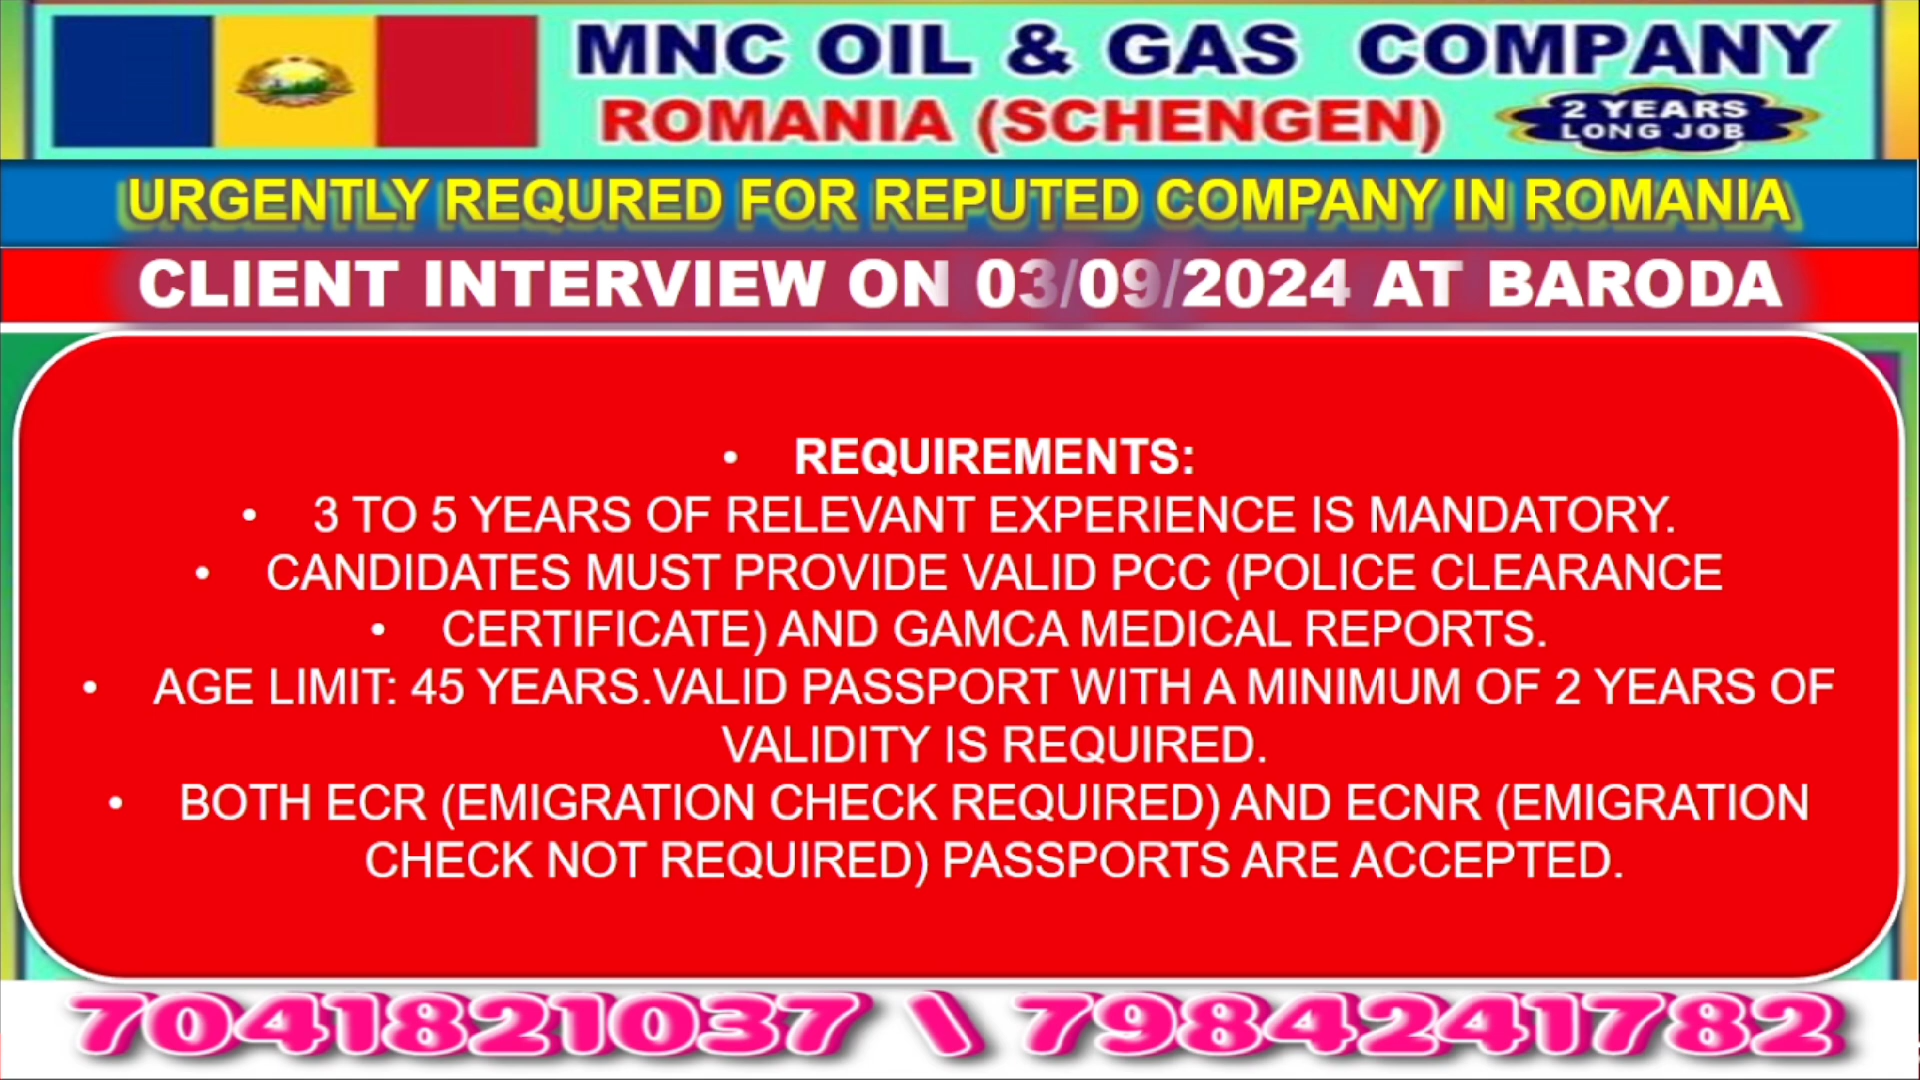 MNC OIL & GAS COMPANY
ROMANIA (SCHENGEN)
2 YEARS
LONG JOB
URGENTLY REQURED FOR REPUTED COMPANY IN ROMANIA
CLIENT INTERVIEW ON 03/09/2024 AT BARODA
• REQUIREMENTS:
• 3 TO 5 YEARS OF RELEVANT EXPERIENCE IS MANDATORY.
• CANDIDATES MUST PROVIDE VALID PCC (POLICE CLEARANCE
• CERTIFICATE) AND GAMCA MEDICAL REPORTS.
• AGE LIMIT: 45 YEARS.VALID PASSPORT WITH A MINIMUM OF 2 YEARS OF
VALIDITY IS REQUIRED.
• BOTH ECR (EMIGRATION CHECK REQUIRED) AND ECNR (EMIGRATION
CHECK NOT REQUIRED) PASSPORTS ARE ACCEPTED.
7041821037 \ 7984241782